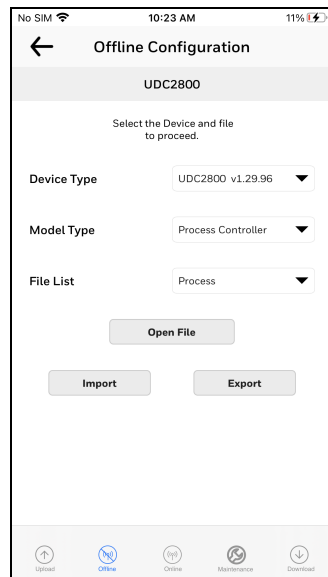 No SIM 10:23 AM 11%
Offline Configuration
UDC2800
Select the Device and file
to proceed.
Device Type UDC2800 v1.29.96
Model Type Process Controller
File List Process
Open File
Import Export
Upload Offline Online Maintenance Download